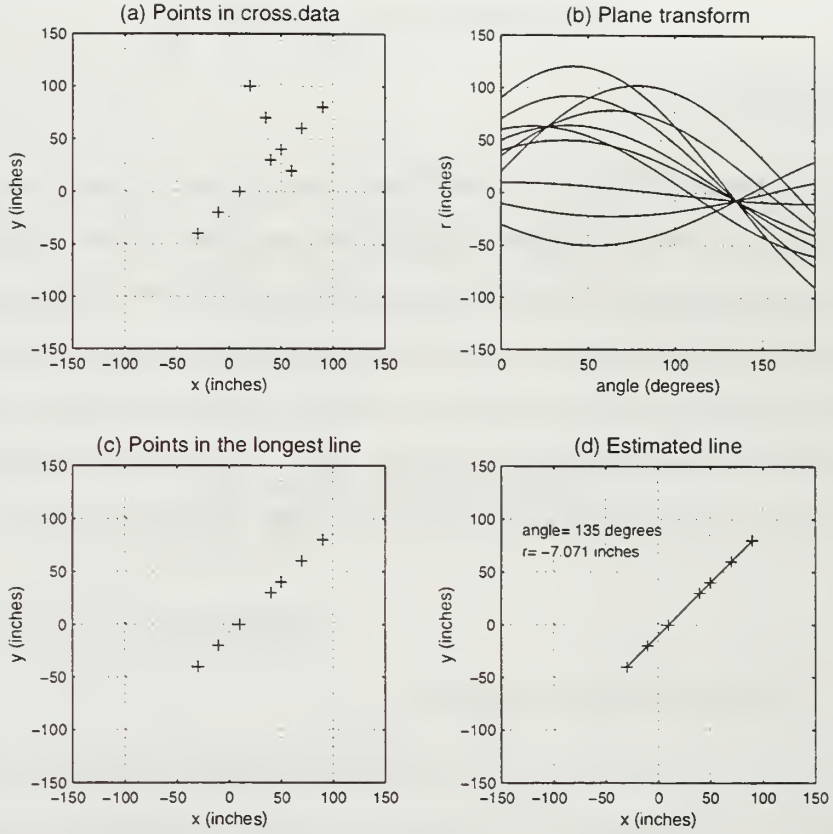 (a) Points in cross.data
150
100
50
0
−50
−100
−150
−150 −100 −50 0 50 100 150
y (inches)
x (inches)
(b) Plane transform
150
100
50
0
−50
−100
−150
0 50 100 150
r (inches)
angle (degrees)
(c) Points in the longest line
150
100
50
0
−50
−100
−150
−150 −100 −50 0 50 100 150
y (inches)
x (inches)
(d) Estimated line
150
100
50
0
−50
−100
−150
−150 −100 −50 0 50 100 150
y (inches)
x (inches)
angle= 135 degrees
r= −7.071 inches